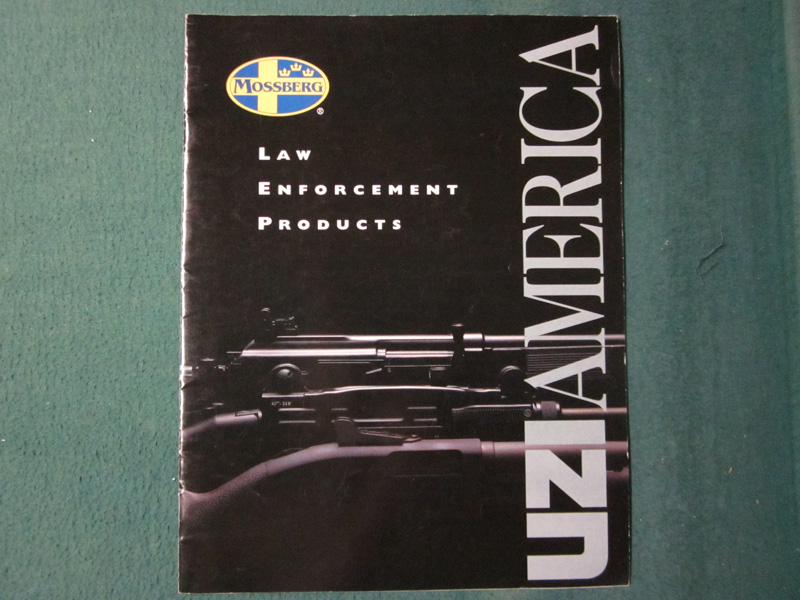 MOSSBERG
®
LAW
ENFORCEMENT
PRODUCTS
UZI AMERICA